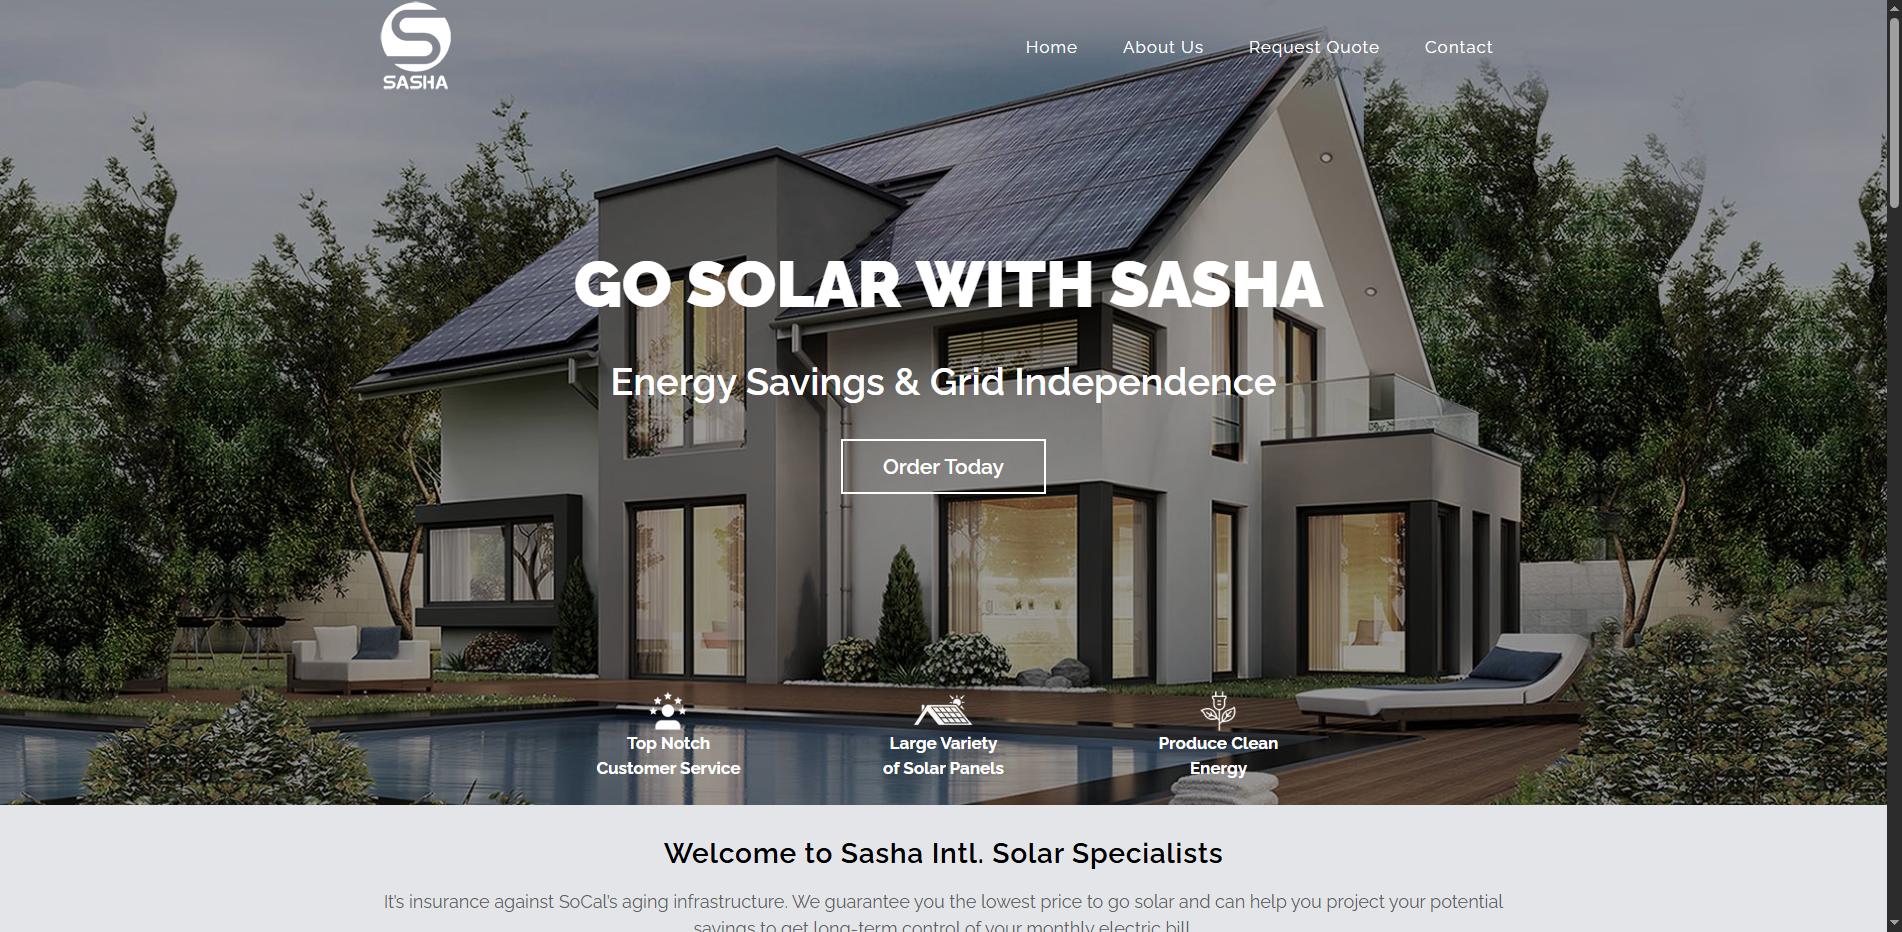 SASHA
Home About Us Request Quote Contact
GO SOLAR WITH SASHA
Energy Savings & Grid Independence
Order Today
Top Notch
Customer Service
Large Variety
of Solar Panels
Produce Clean
Energy
Welcome to Sasha Intl. Solar Specialists
It's insurance against SoCal's aging infrastructure. We guarantee you the lowest price to go solar and can help you project your potential
savings to get long-term control of your monthly electric bill.